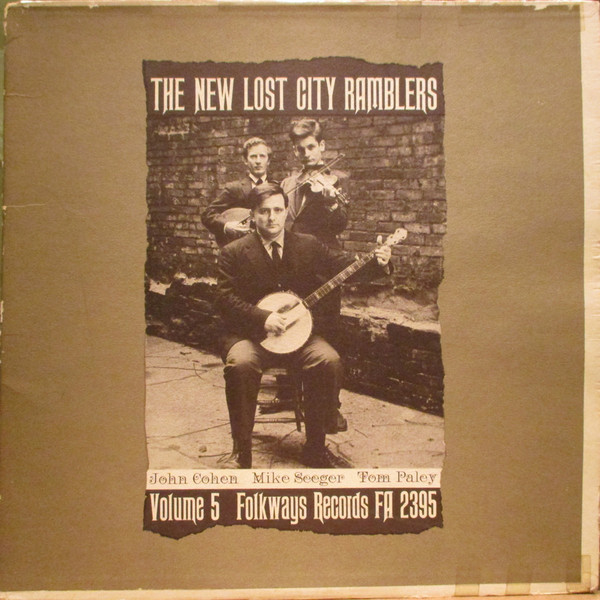 THE NEW LOST CITY RAMBLERS
John Cohen Mike Seeger Tom Paley
Volume 5 Folkways Records FA 2395